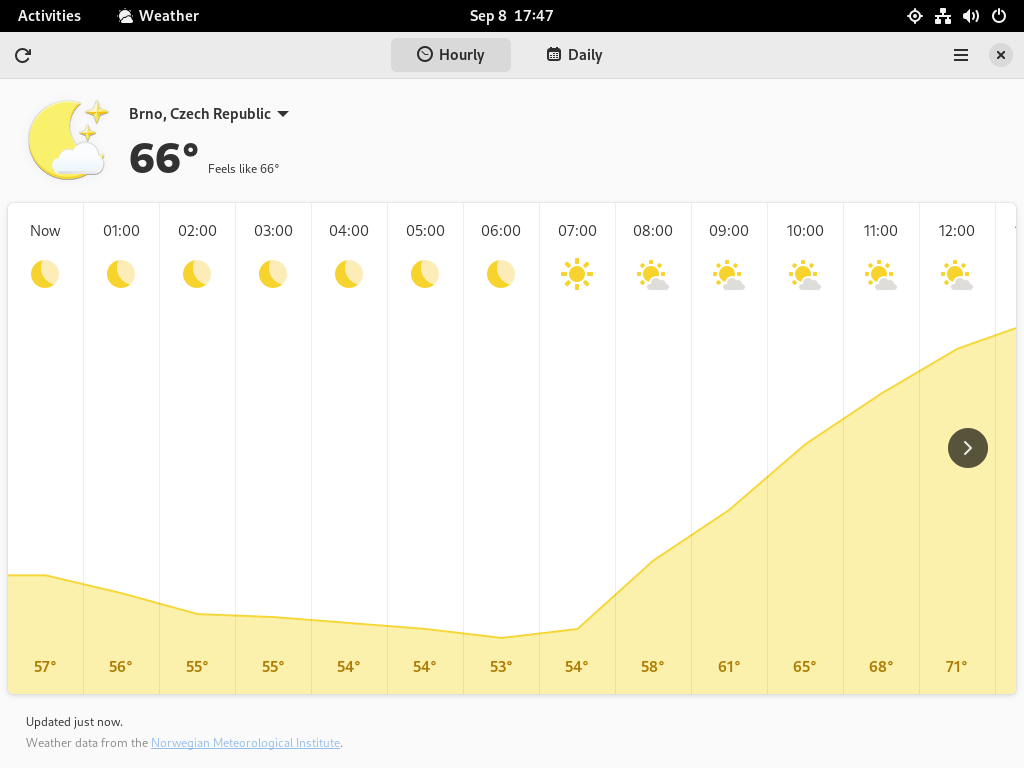 Activities Weather Sep 8 17:47
Hourly Daily
Brno, Czech Republic
66° Feels like 66°
Now 01:00 02:00 03:00 04:00 05:00 06:00 07:00 08:00 09:00 10:00 11:00 12:00
57° 56° 55° 55° 54° 54° 53° 54° 58° 61° 65° 68° 71°
Updated just now.
Weather data from the Norwegian Meteorological Institute.